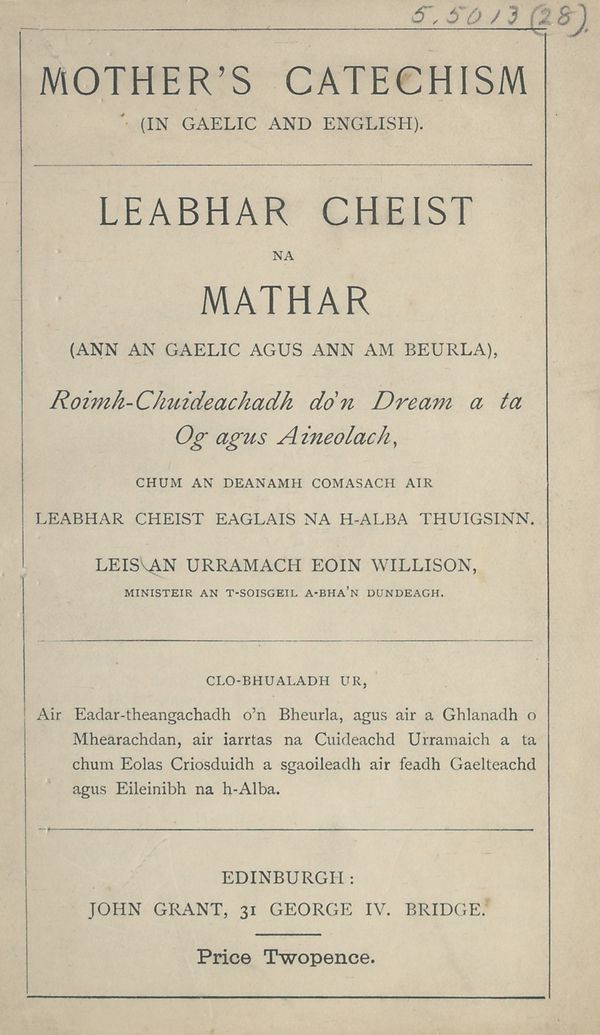 5.5013(28).
MOTHER'S CATECHISM
(IN GAELIC AND ENGLISH).
LEABHAR CHEIST
NA
MATHAR
(ANN AN GAELIC AGUS ANN AM BEURLA),
Roimh-Chuideachadh do'n Dream a ta
Og agus Aineolach,
CHUM AN DEANAMH COMASACH AIR
LEABHAR CHEIST EAGLAIS NA H-ALBA THUIGSINN.
LEIS AN URRAMACH EOIN WILLISON,
MINISTEIR AN T-SOISGEIL A-BHA'N DUNDEAGH.
CLO-BHUALADH UR,
Air Eadar-theangachadh o'n Bheurla, agus air a Ghlanadh o
Mhearachdan, air iarrtas na Cuideachd Urramaich a ta
chum Eolas Criosduidh a sgaoileadh air feadh Gaelteachd
agus Eileinibh na h-Alba.
EDINBURGH:
JOHN GRANT, 31 GEORGE IV. BRIDGE.
Price Twopence.